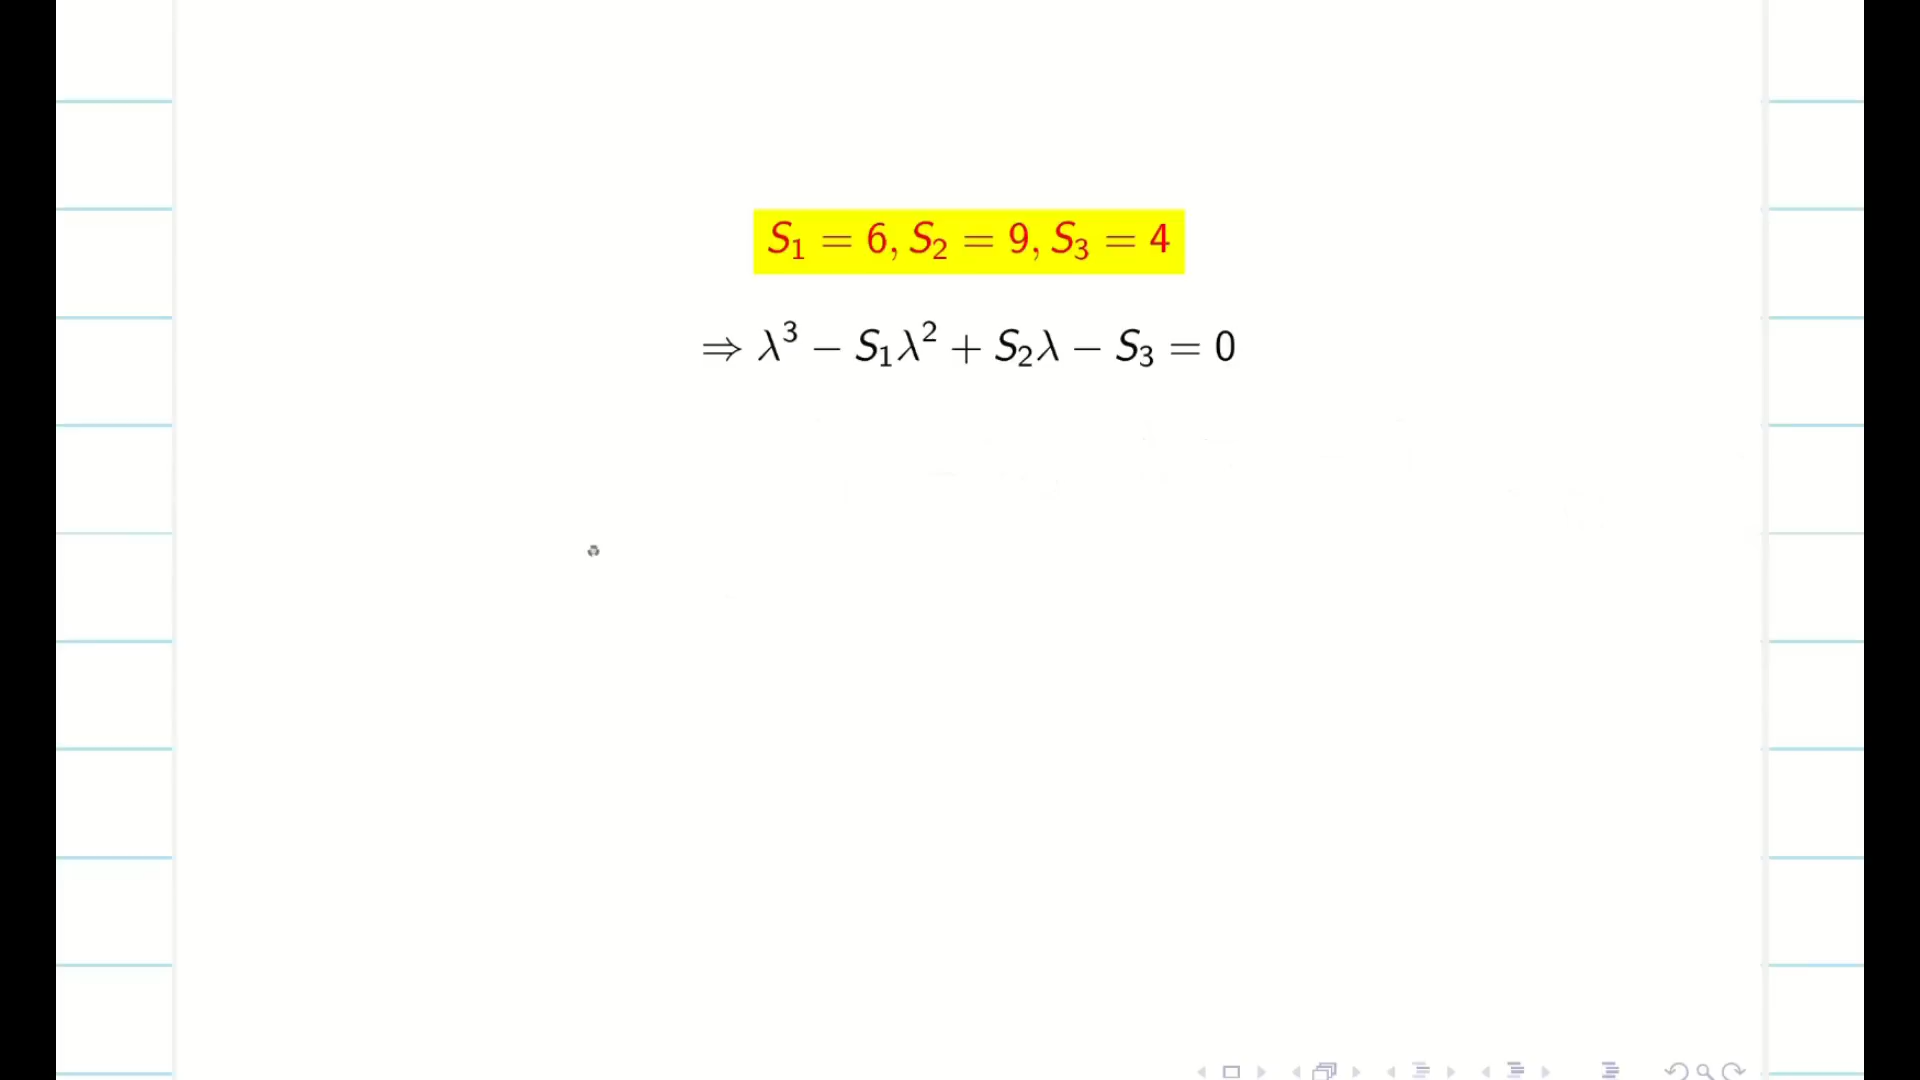 S₁ = 6, S₂ = 9, S₃ = 4
⇒ λ³ − S₁λ² + S₂λ − S₃ = 0